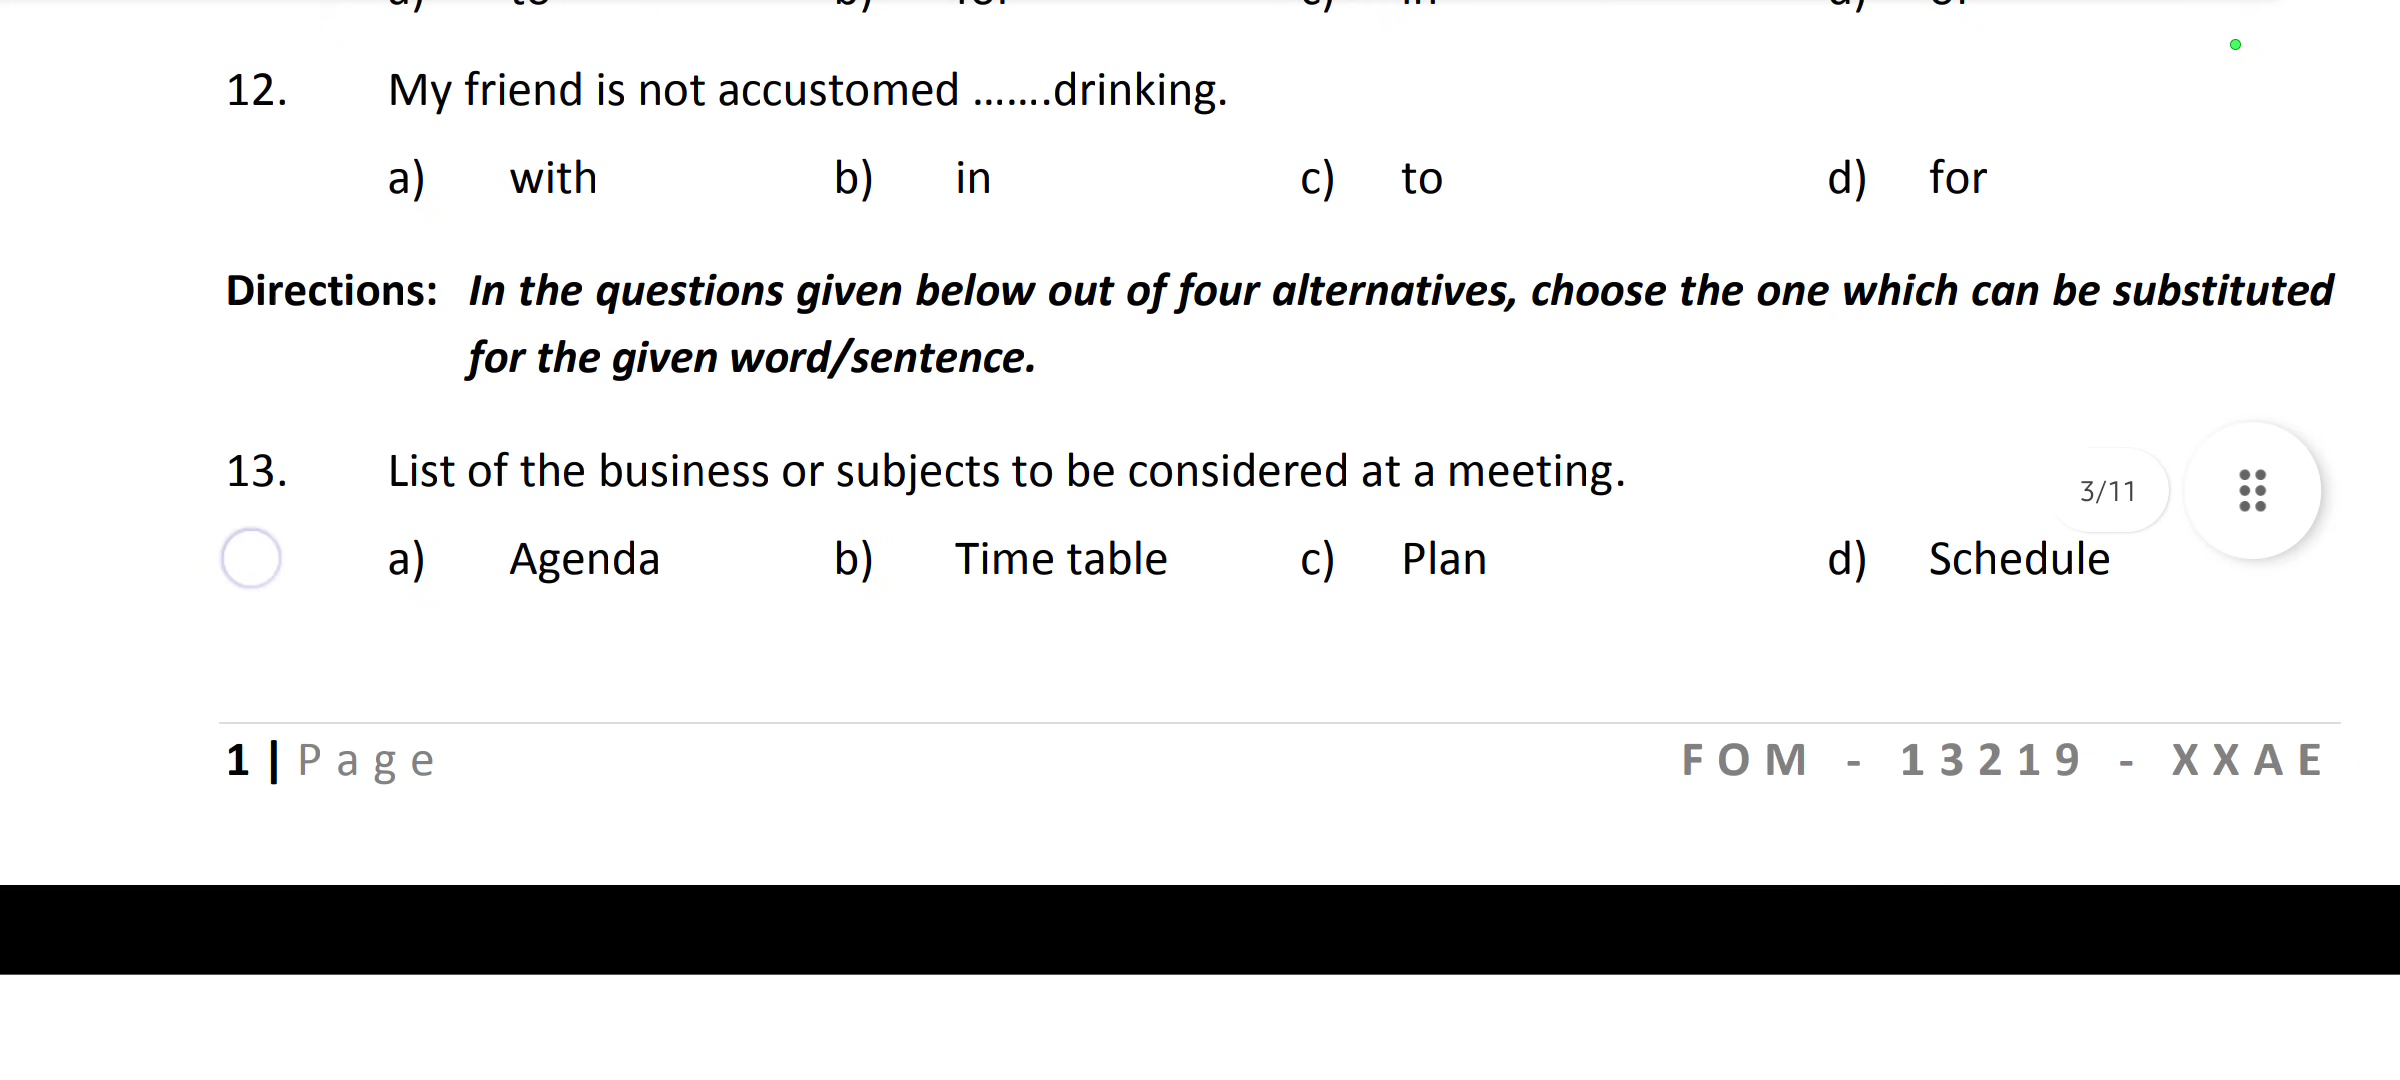 12. My friend is not accustomed .......drinking.
a) with b) in c) to d) for
Directions: In the questions given below out of four alternatives, choose the one which can be substituted
for the given word/sentence.
13. List of the business or subjects to be considered at a meeting.
3/11
a) Agenda b) Time table c) Plan d) Schedule
1 | Page FOM - 13219 - XXAE